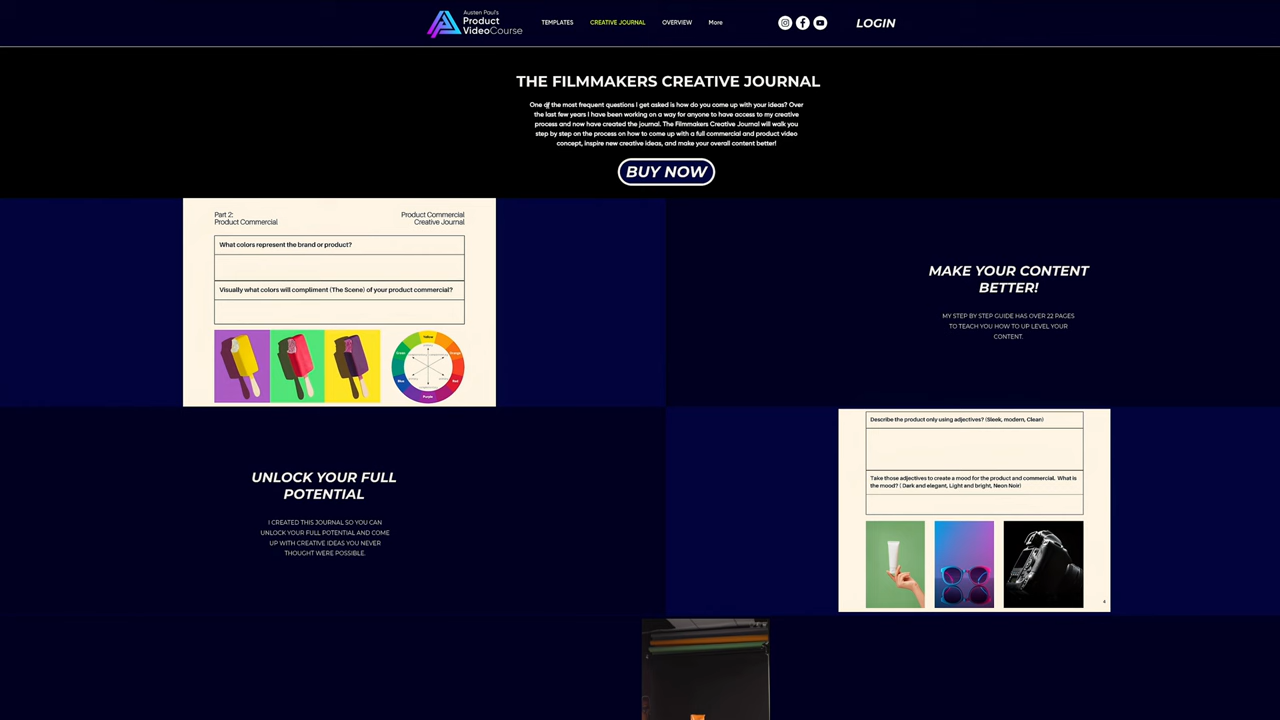 Austen Paul's
Product
VideoCourse
TEMPLATES
CREATIVE JOURNAL
OVERVIEW
More
LOGIN
THE FILMMAKERS CREATIVE JOURNAL
One of the most frequent questions I get asked is how do you come up with your ideas? Over
the last few years I have been working on a way for anyone to have access to my creative
process and now have created the journal. The Filmmakers Creative Journal will walk you
step by step on the process on how to come up with a full commercial and product video
concept, inspire new creative ideas, and make your overall content better!
BUY NOW
Part 2:
Product Commercial
Product Commercial
Creative Journal
What colors represent the brand or product?
Visually what colors will compliment (The Scene) of your product commercial?
Yellow
Green
Orange
Blue
Red
Purple
MAKE YOUR CONTENT
BETTER!
MY STEP BY STEP GUIDE HAS OVER 22 PAGES
TO TEACH YOU HOW TO UP LEVEL YOUR
CONTENT.
UNLOCK YOUR FULL
POTENTIAL
I CREATED THIS JOURNAL SO YOU CAN
UNLOCK YOUR FULL POTENTIAL AND COME
UP WITH CREATIVE IDEAS YOU NEVER
THOUGHT WERE POSSIBLE.
Describe the product only using adjectives? (Sleek, modern, Clean)
Take those adjectives to create a mood for the product and commercial. What is
the mood? ( Dark and elegant, Light and bright, Neon Noir)
4